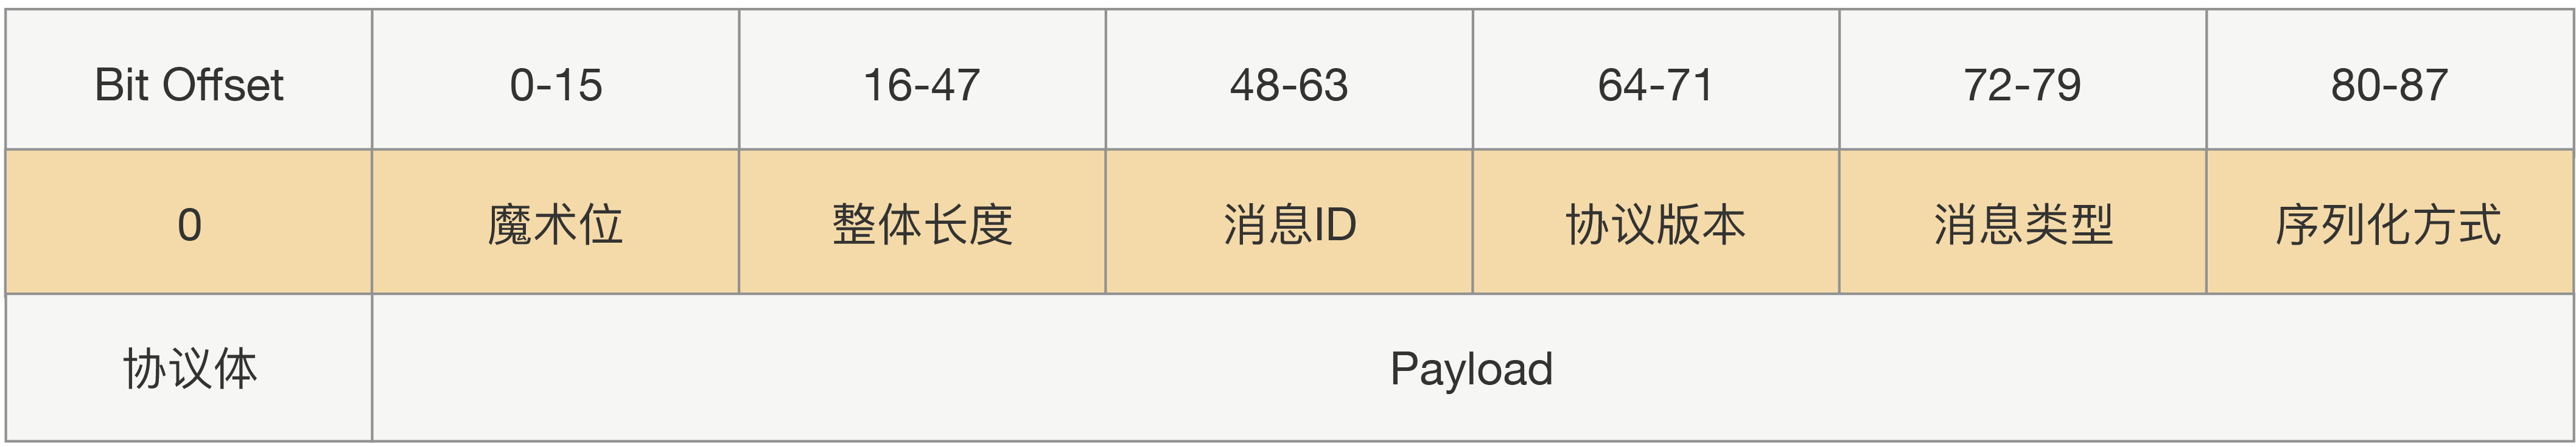 Bit Offset 0-15 16-47 48-63 64-71 72-79 80-87
0 魔术位 整体长度 消息ID 协议版本 消息类型 序列化方式
协议体 Payload